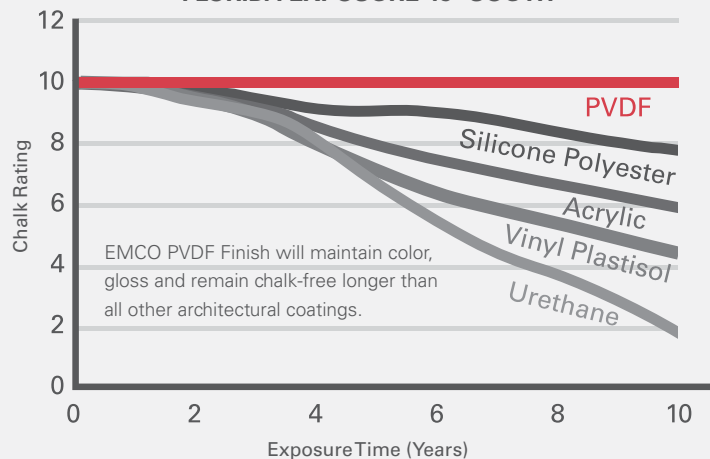 12
10
8
6
4
2
0
Chalk Rating
PVDF
Silicone Polyester
Acrylic
Vinyl Plastisol
Urethane
EMCO PVDF Finish will maintain color,
gloss and remain chalk-free longer than
all other architectural coatings.
0 2 4 6 8 10
Exposure Time (Years)